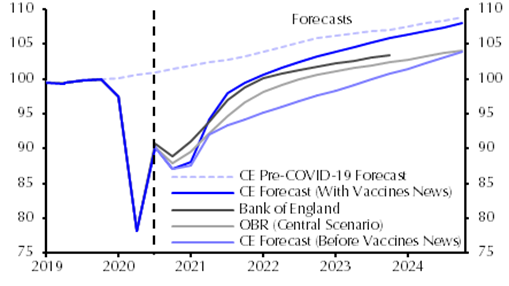 Forecasts
110
105
100
95
90
85
80
75
110
105
100
95
90
85
80
75
CE Pre-COVID-19 Forecast
CE Forecast (With Vaccines News)
Bank of England
OBR (Central Scenario)
CE Forecast (Before Vaccines News)
2019 2020 2021 2022 2023 2024